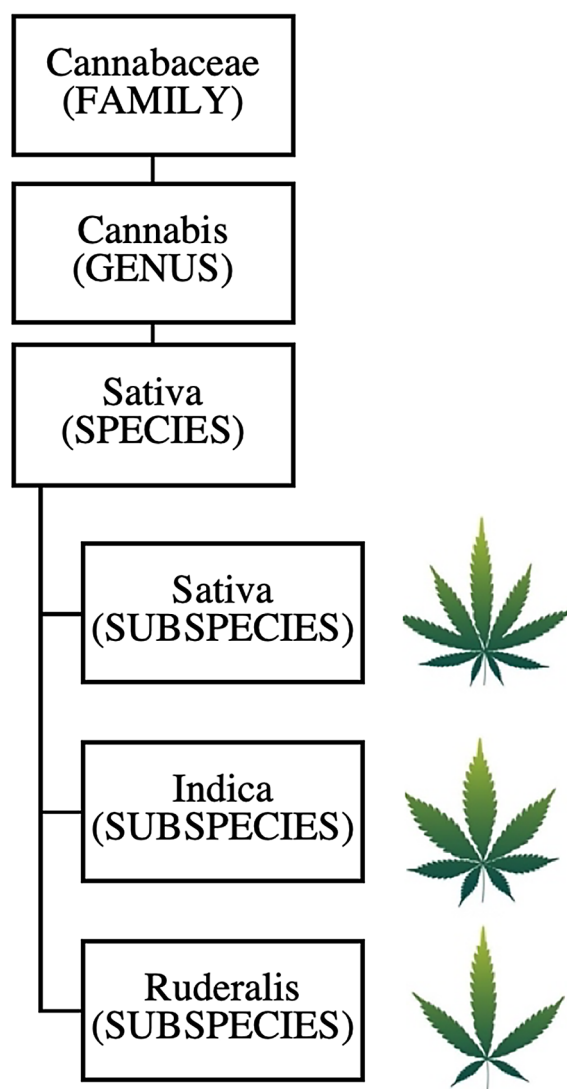 Cannabaceae
(FAMILY)
Cannabis
(GENUS)
Sativa
(SPECIES)
Sativa
(SUBSPECIES)
Indica
(SUBSPECIES)
Ruderalis
(SUBSPECIES)